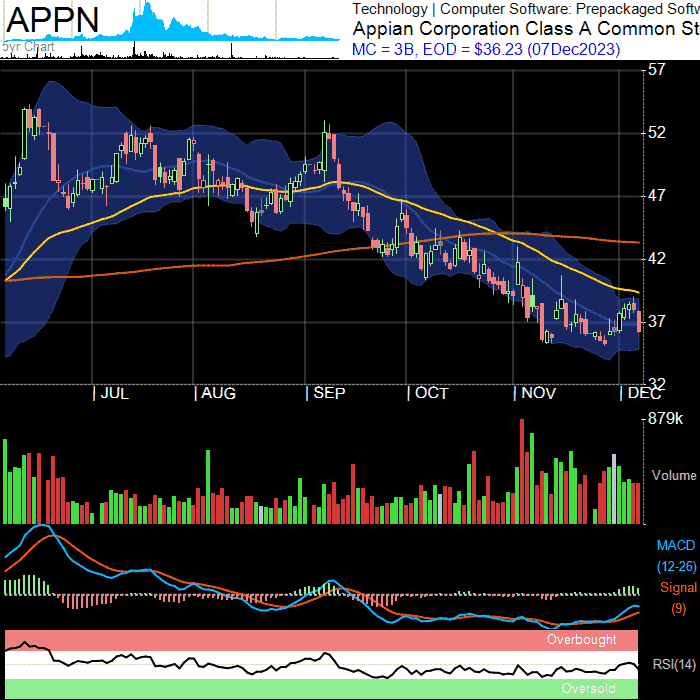 APPN
5yr Chart
Technology | Computer Software: Prepackaged Softw
Appian Corporation Class A Common St
MC = 3B, EOD = $36.23 (07Dec2023)
57
52
47
42
37
32
JUL AUG SEP OCT NOV DEC
879k
Volume
MACD
(12-26)
Signal
(9)
Overbought
RSI(14)
Oversold